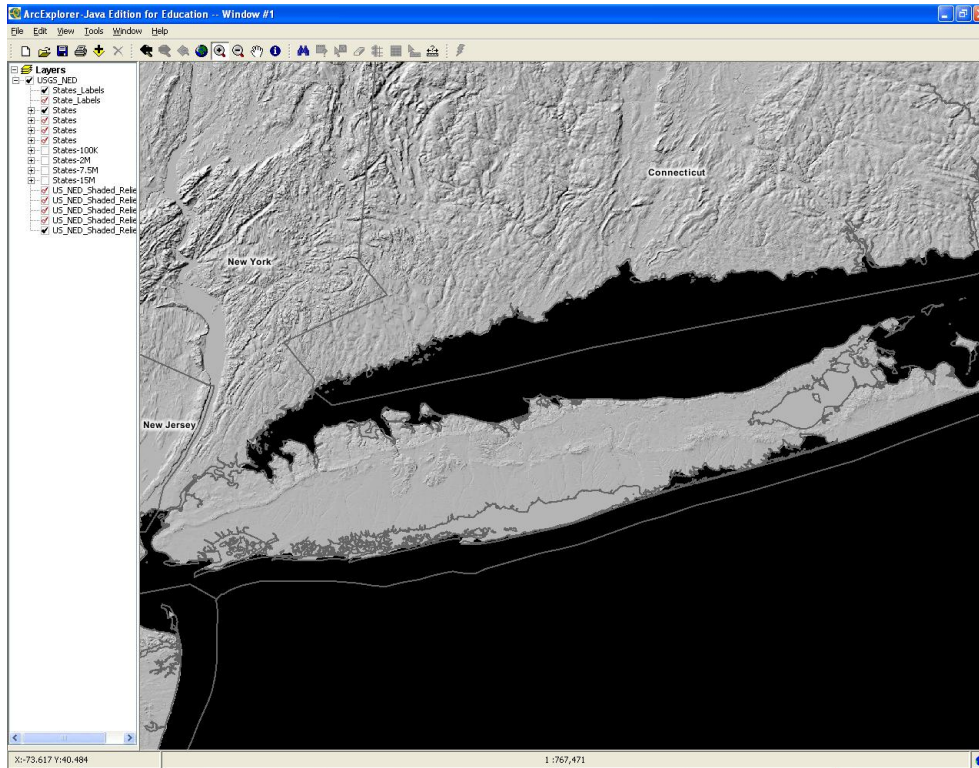 ArcExplorer-Java Edition for Education -- Window #1
File Edit View Tools Window Help
Layers
USGS_NED
States_Labels
State_Labels
States
States
States
States
States-100K
States-2M
States-7.5M
States-15M
US_NED_Shaded_Relie
US_NED_Shaded_Relie
US_NED_Shaded_Relie
US_NED_Shaded_Relie
US_NED_Shaded_Relie
Connecticut
New York
New Jersey
X:-73.617 Y:40.484
1 :767,471